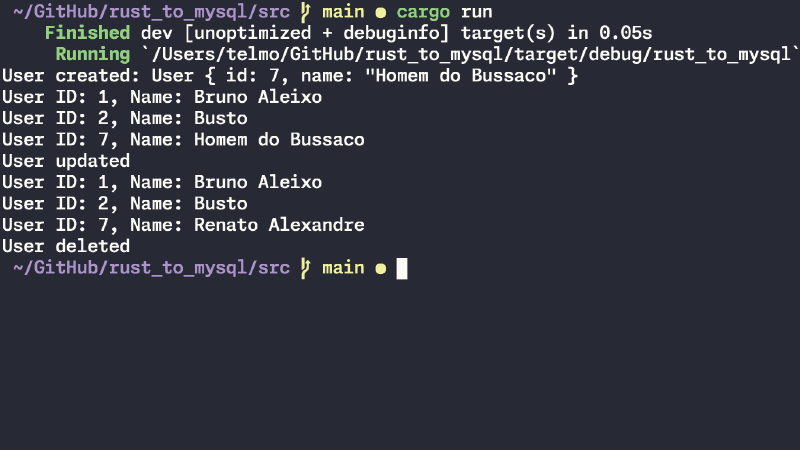 ~/GitHub/rust_to_mysql/src main ● cargo run
Finished dev [unoptimized + debuginfo] target(s) in 0.05s
Running `/Users/telmo/GitHub/rust_to_mysql/target/debug/rust_to_mysql`
User created: User { id: 7, name: "Homem do Bussaco" }
User ID: 1, Name: Bruno Aleixo
User ID: 2, Name: Busto
User ID: 7, Name: Homem do Bussaco
User updated
User ID: 1, Name: Bruno Aleixo
User ID: 2, Name: Busto
User ID: 7, Name: Renato Alexandre
User deleted
~/GitHub/rust_to_mysql/src main ●